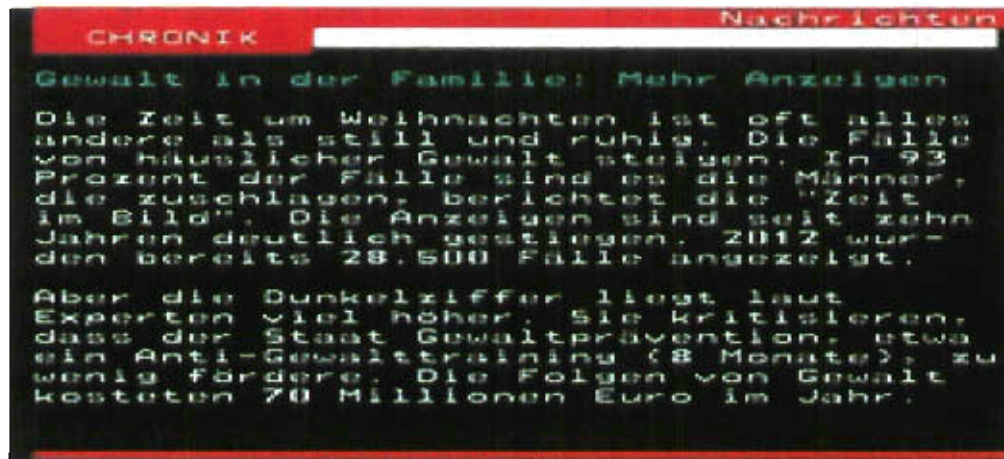 Nachrichten
CHRONIK
Gewalt in der Familie: Mehr Anzeigen
Die Zeit um Weihnachten ist oft alles
andere als still und ruhig. Die Fälle
von häuslicher Gewalt steigen. In 93
Prozent der Fälle sind es die Männer,
die zuschlagen, berichtet die "Zeit
im Bild". Die Anzeigen sind seit zehn
Jahren deutlich gestiegen. 2012 wur-
den bereits 28.500 Fälle angezeigt.
Aber die Dunkelziffer liegt laut
Experten viel höher. Sie kritisieren,
dass der Staat Gewaltprävention, etwa
ein Anti-Gewalttraining (8 Monate), zu
wenig fördere. Die Folgen von Gewalt
kosteten 78 Millionen Euro im Jahr.